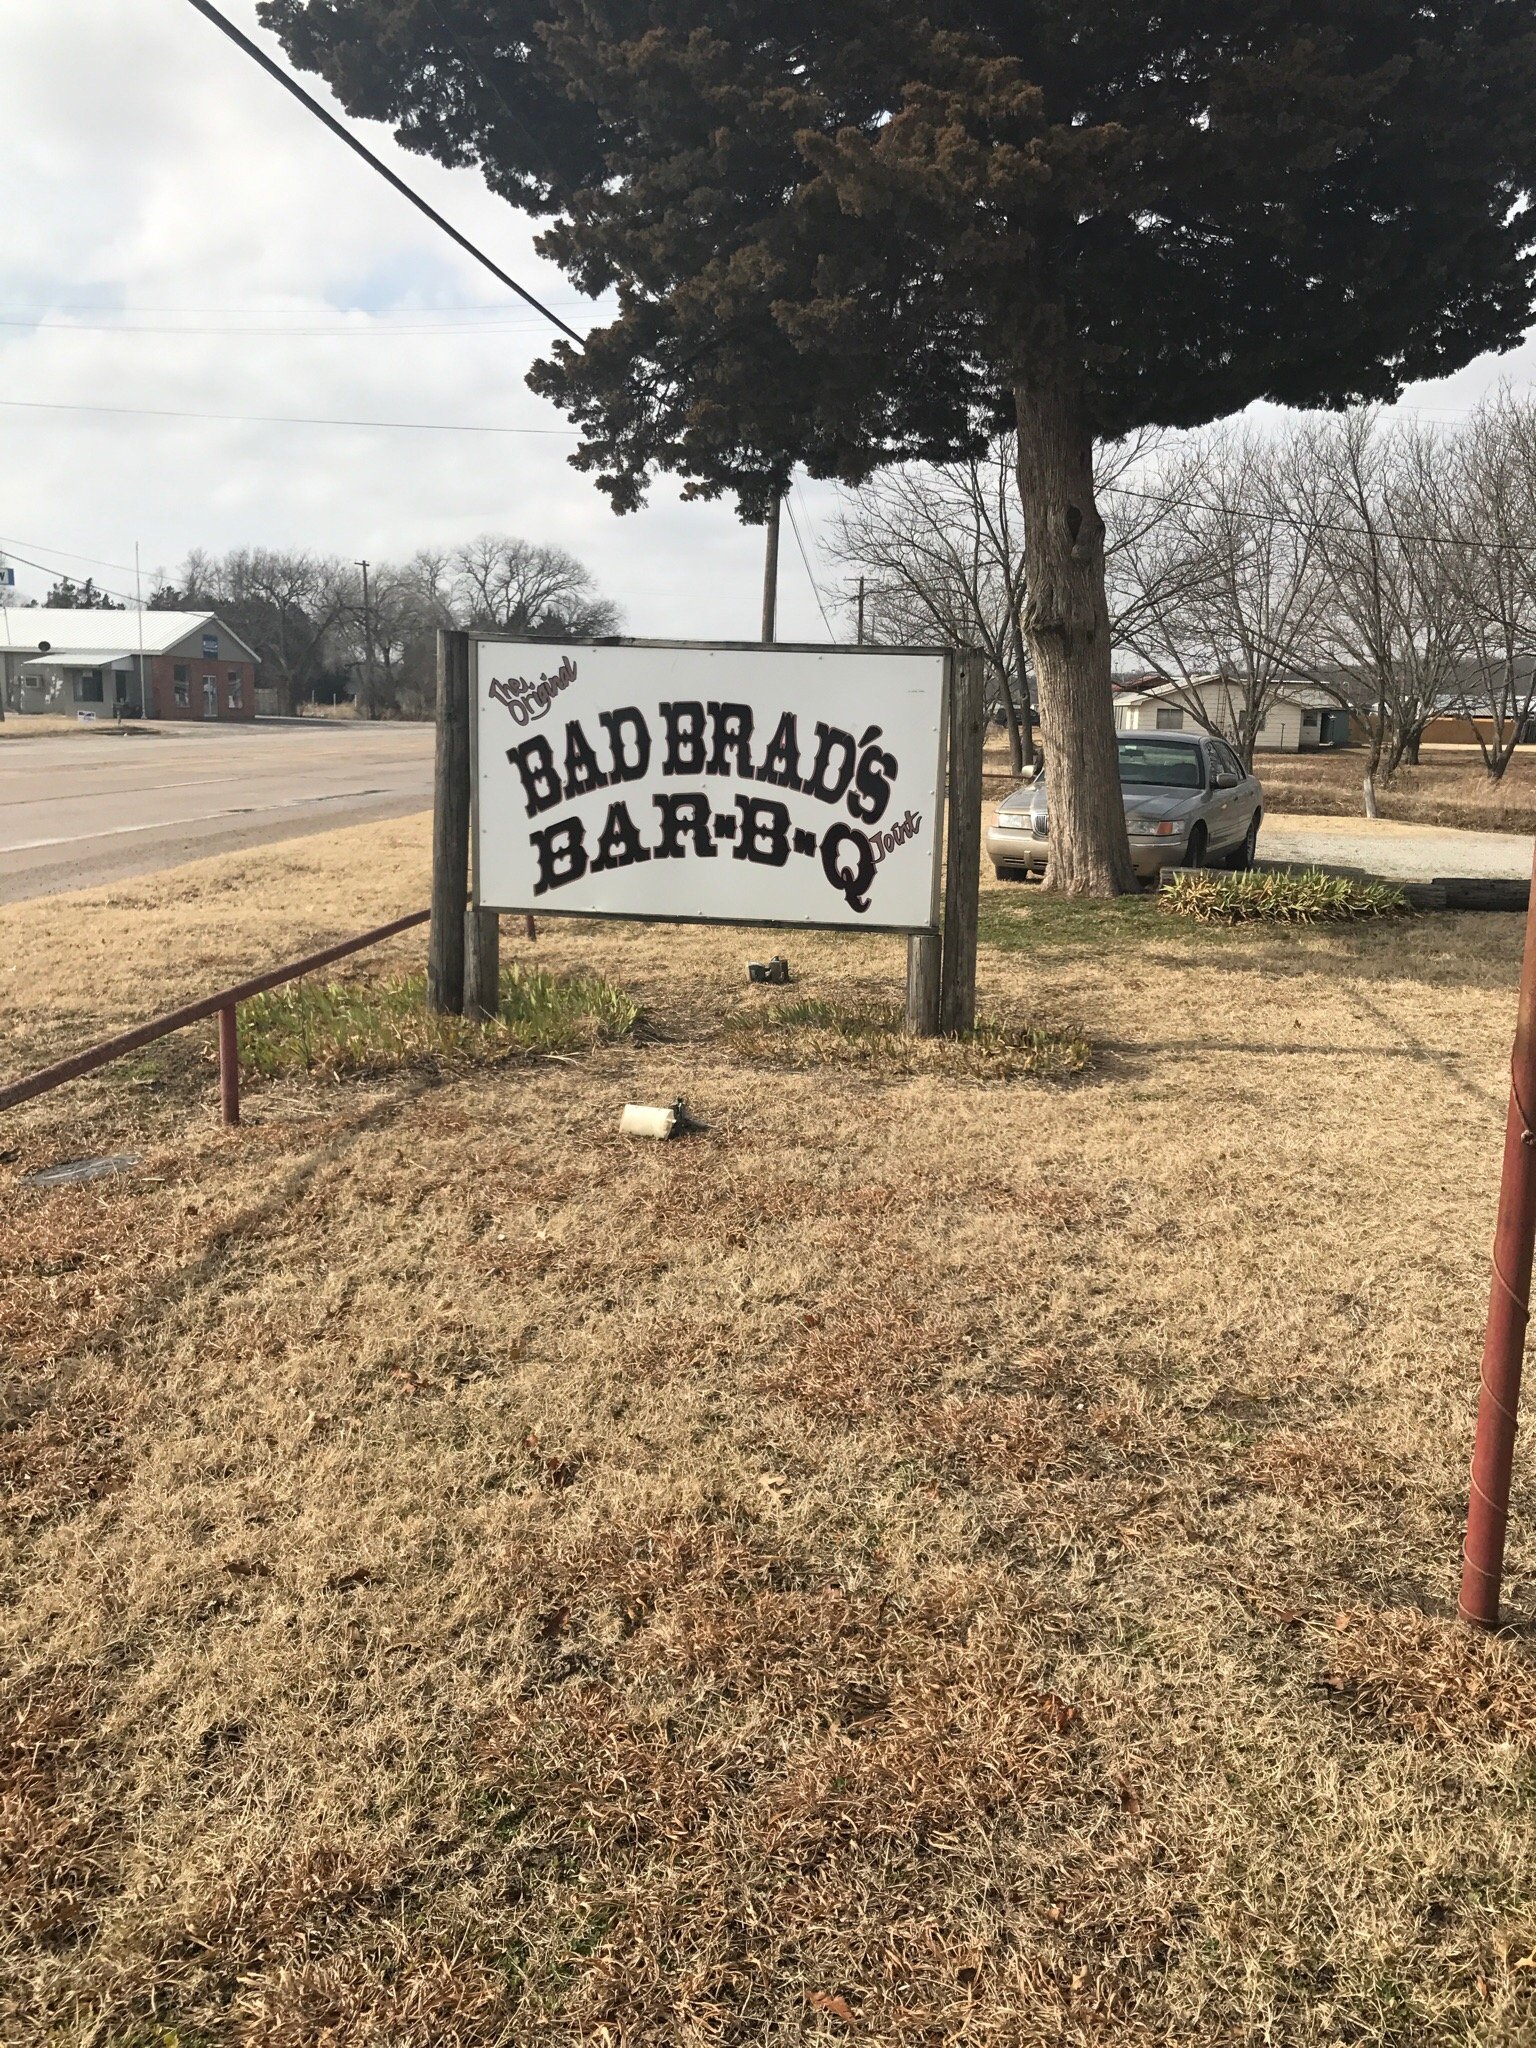 The Original
BAD BRAD'S
BAR-B-Q Joint